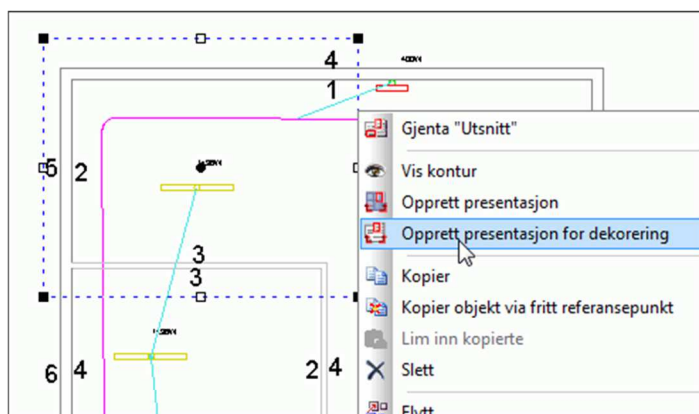 4
1
5
2
3
3
6
4
2
4
Gjenta "Utsnitt"
Vis kontur
Opprett presentasjon
Opprett presentasjon for dekorering
Kopier
Kopier objekt via fritt referansepunkt
Lim inn kopierte
Slett
Flytt